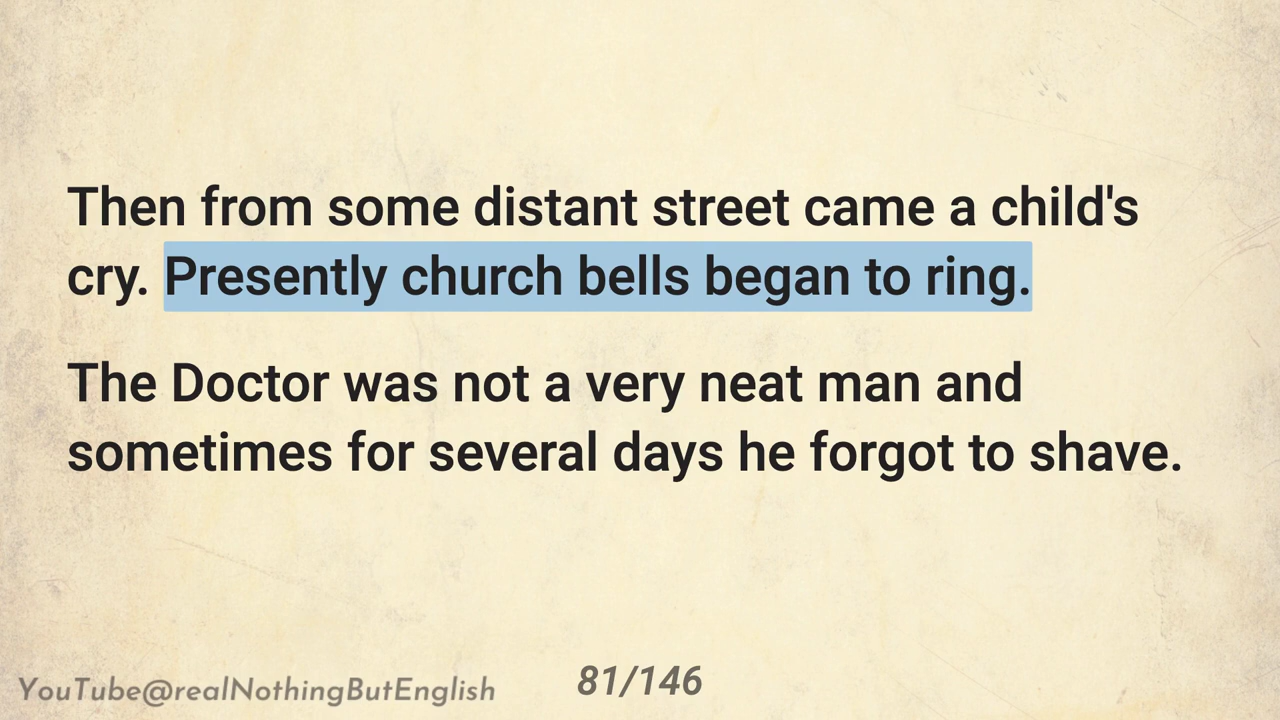 Then from some distant street came a child's
cry. Presently church bells began to ring.
The Doctor was not a very neat man and
sometimes for several days he forgot to shave.
YouTube@realNothingButEnglish
81/146